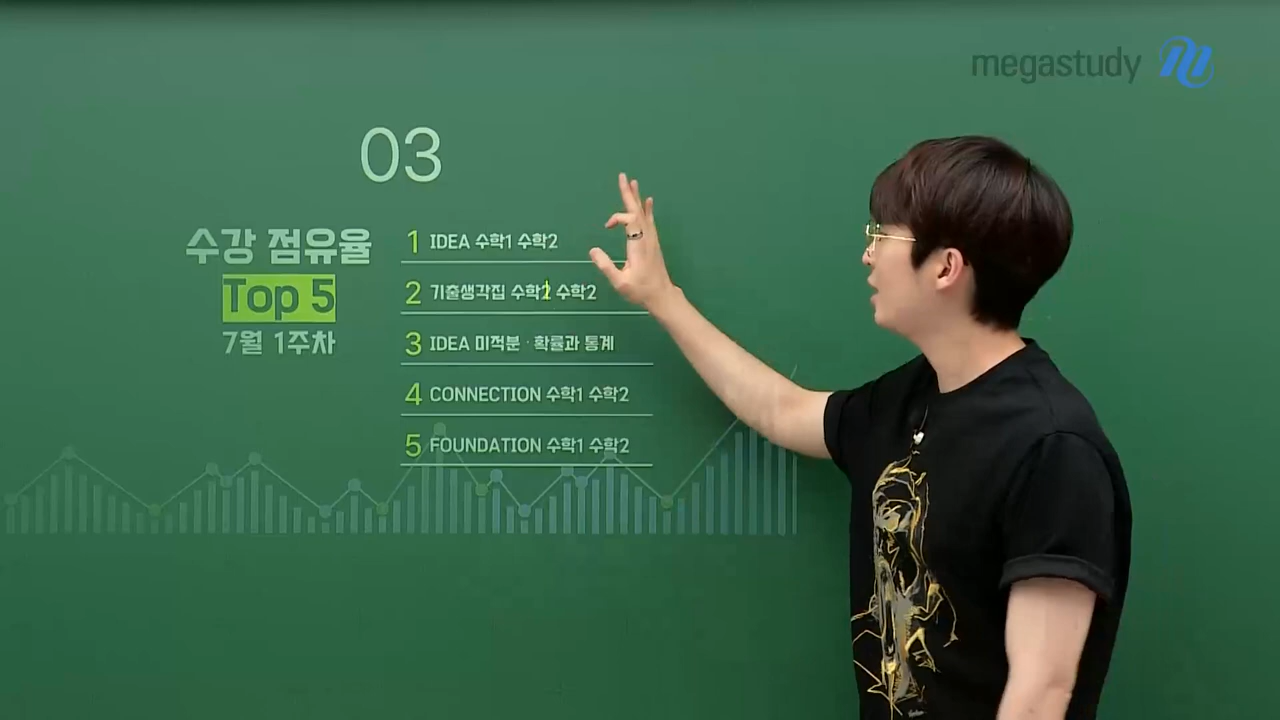 megastudy
03
수강 점유율
Top 5
7월 1주차
1 IDEA 수학1 수학2
2 기출생각집 수학1 수학2
3 IDEA 미적분 · 확률과 통계
4 CONNECTION 수학1 수학2
5 FOUNDATION 수학1 수학2